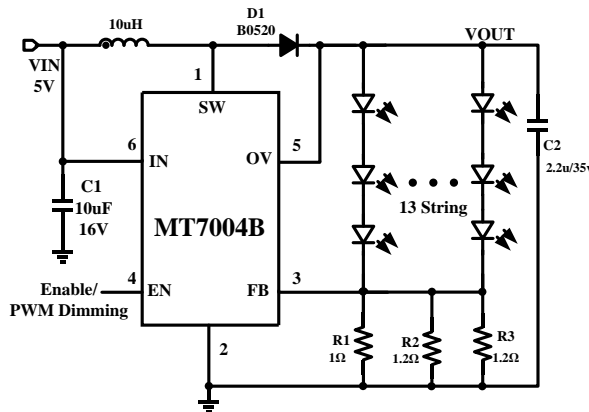 D1
B0520
10uH
VOUT
VIN
5V
1
SW
6
IN
OV
5
C2
2.2u/35v
C1
10uF
16V
MT7004B
13 String
4
EN
FB
3
Enable/
PWM Dimming
2
R1
1Ω
R2
1.2Ω
R3
1.2Ω